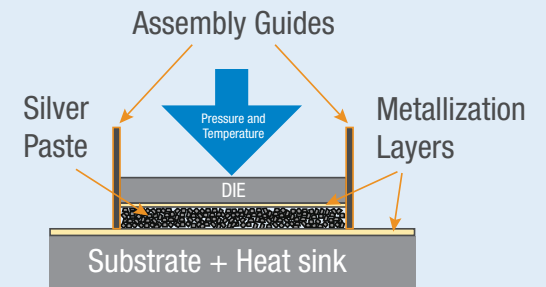 Assembly Guides
Silver
Paste
Pressure and
Temperature
Metallization
Layers
DIE
Substrate + Heat sink